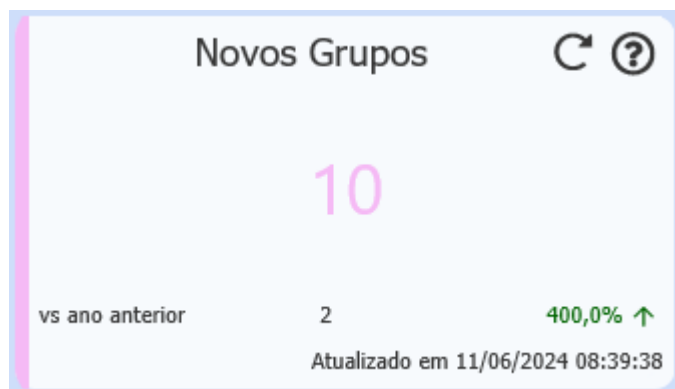 Novos Grupos
10
vs ano anterior 2 400,0% ↑
Atualizado em 11/06/2024 08:39:38